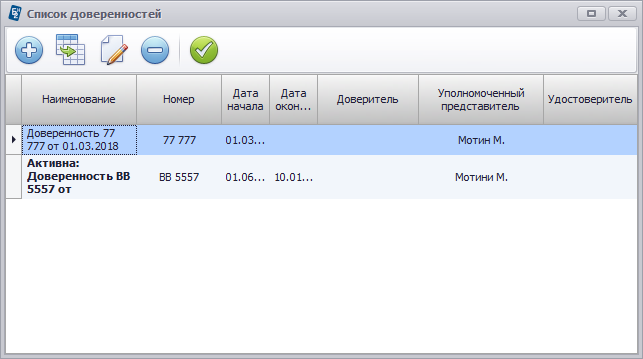 Список доверенностей
Наименование
Номер
Дата
начала
Дата
окон...
Доверитель
Уполномоченный
представитель
Удостоверитель
Доверенность 77
777 от 01.03.2018
77 777
01.03...
Мотин М.
Активна:
Доверенность ВВ
5557 от
ВВ 5557
01.06...
10.01...
Мотини М.